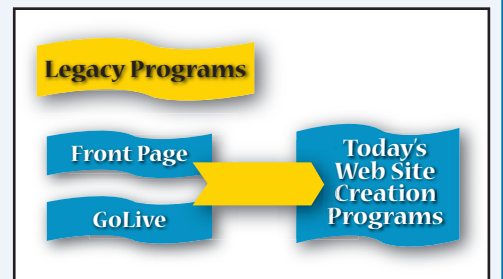 Legacy Programs
Front Page
GoLive
Today's
Web Site
Creation
Programs